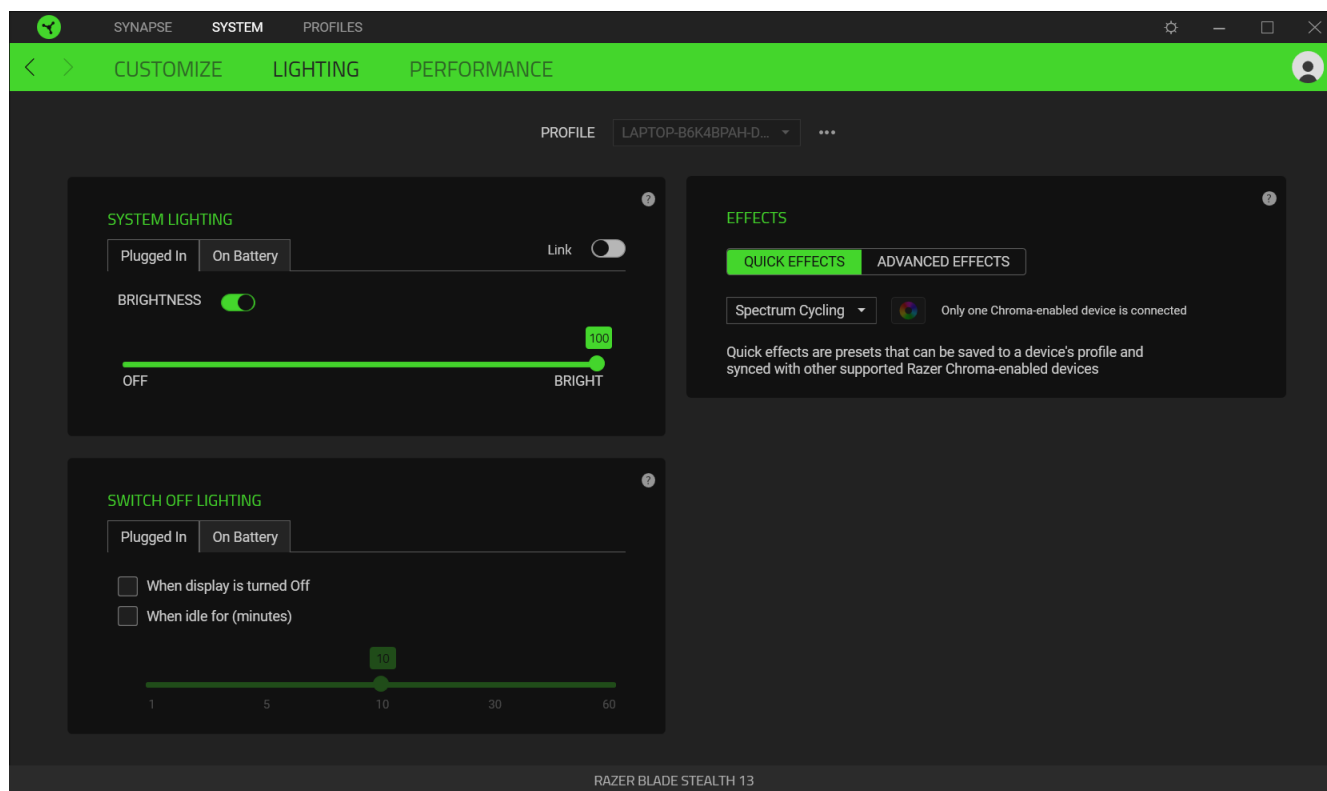 SYNAPSE SYSTEM PROFILES
CUSTOMIZE LIGHTING PERFORMANCE
PROFILE LAPTOP-B6K4BPAH-D...
SYSTEM LIGHTING
Plugged In On Battery Link
BRIGHTNESS
100
OFF BRIGHT
EFFECTS
QUICK EFFECTS ADVANCED EFFECTS
Spectrum Cycling Only one Chroma-enabled device is connected
Quick effects are presets that can be saved to a device's profile and
synced with other supported Razer Chroma-enabled devices
SWITCH OFF LIGHTING
Plugged In On Battery
When display is turned Off
When idle for (minutes)
10
1 5 10 30 60
RAZER BLADE STEALTH 13